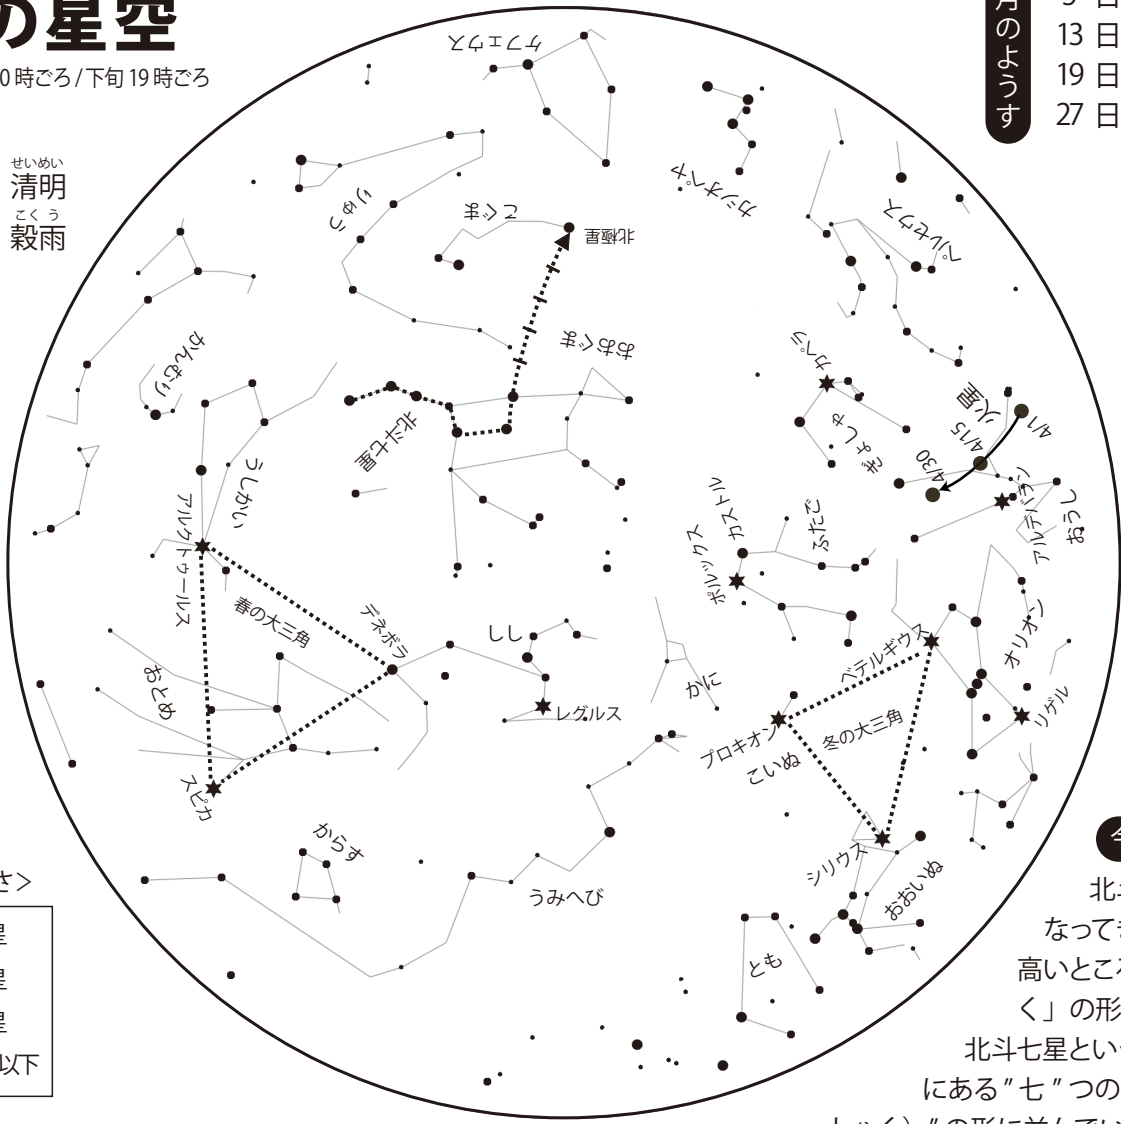 の星空
0時ごろ/下旬19時ごろ
せいめい
清明
こくう
穀雨
月のようす
日
13日
19日
27日
ケフェウス
カシオペヤ
りゅう
こぐま
北極星
ペルセウス
かんむり
おおぐま
カペラ
北斗七星
ぎょしゃ
火星
4/1
4/15
4/30
うしかい
アルクトゥールス
カストル
ポルックス
ふたご
アルデバラン
おうし
春の大三角
デネボラ
しし
レグルス
かに
おとめ
スピカ
ベテルギウス
オリオン
リゲル
プロキオン
こいぬ
冬の大三角
シリウス
おおいぬ
からす
うみへび
とも
さ>
星
星
星
以下
今
北斗
なってき
高いところ
く」の形
北斗七星とい
にある"七"つの